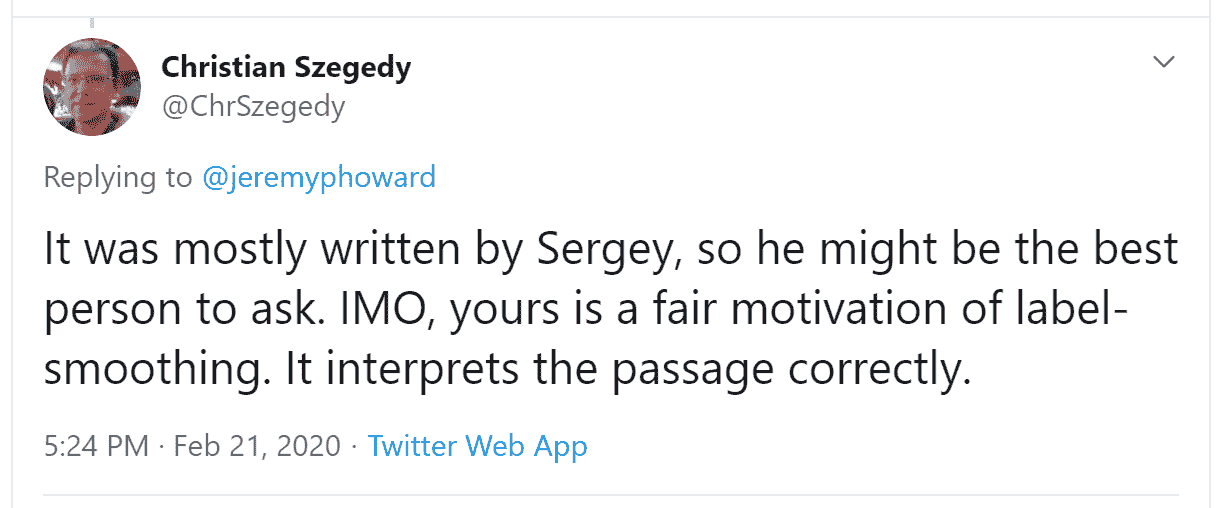 Christian Szegedy
@ChrSzegedy
Replying to @jeremyphoward
It was mostly written by Sergey, so he might be the best
person to ask. IMO, yours is a fair motivation of label-
smoothing. It interprets the passage correctly.
5:24 PM · Feb 21, 2020 · Twitter Web App